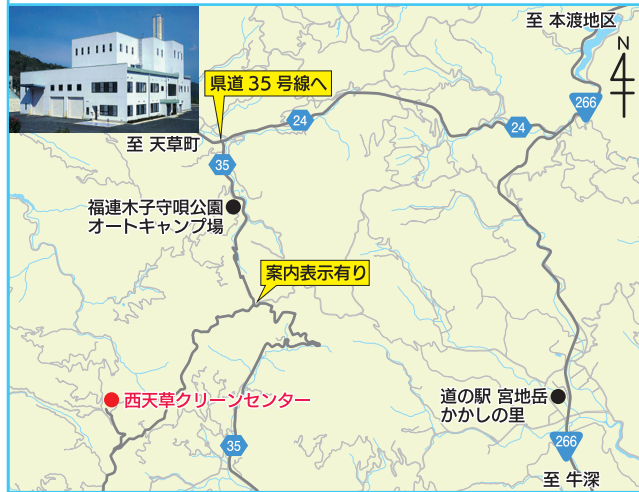 至 本渡地区
N
266
県道 35 号線へ
24
24
至 天草町
35
福連木子守唄公園
オートキャンプ場
案内表示有り
西天草クリーンセンター
道の駅 宮地岳
かかしの里
35
266
至 牛深